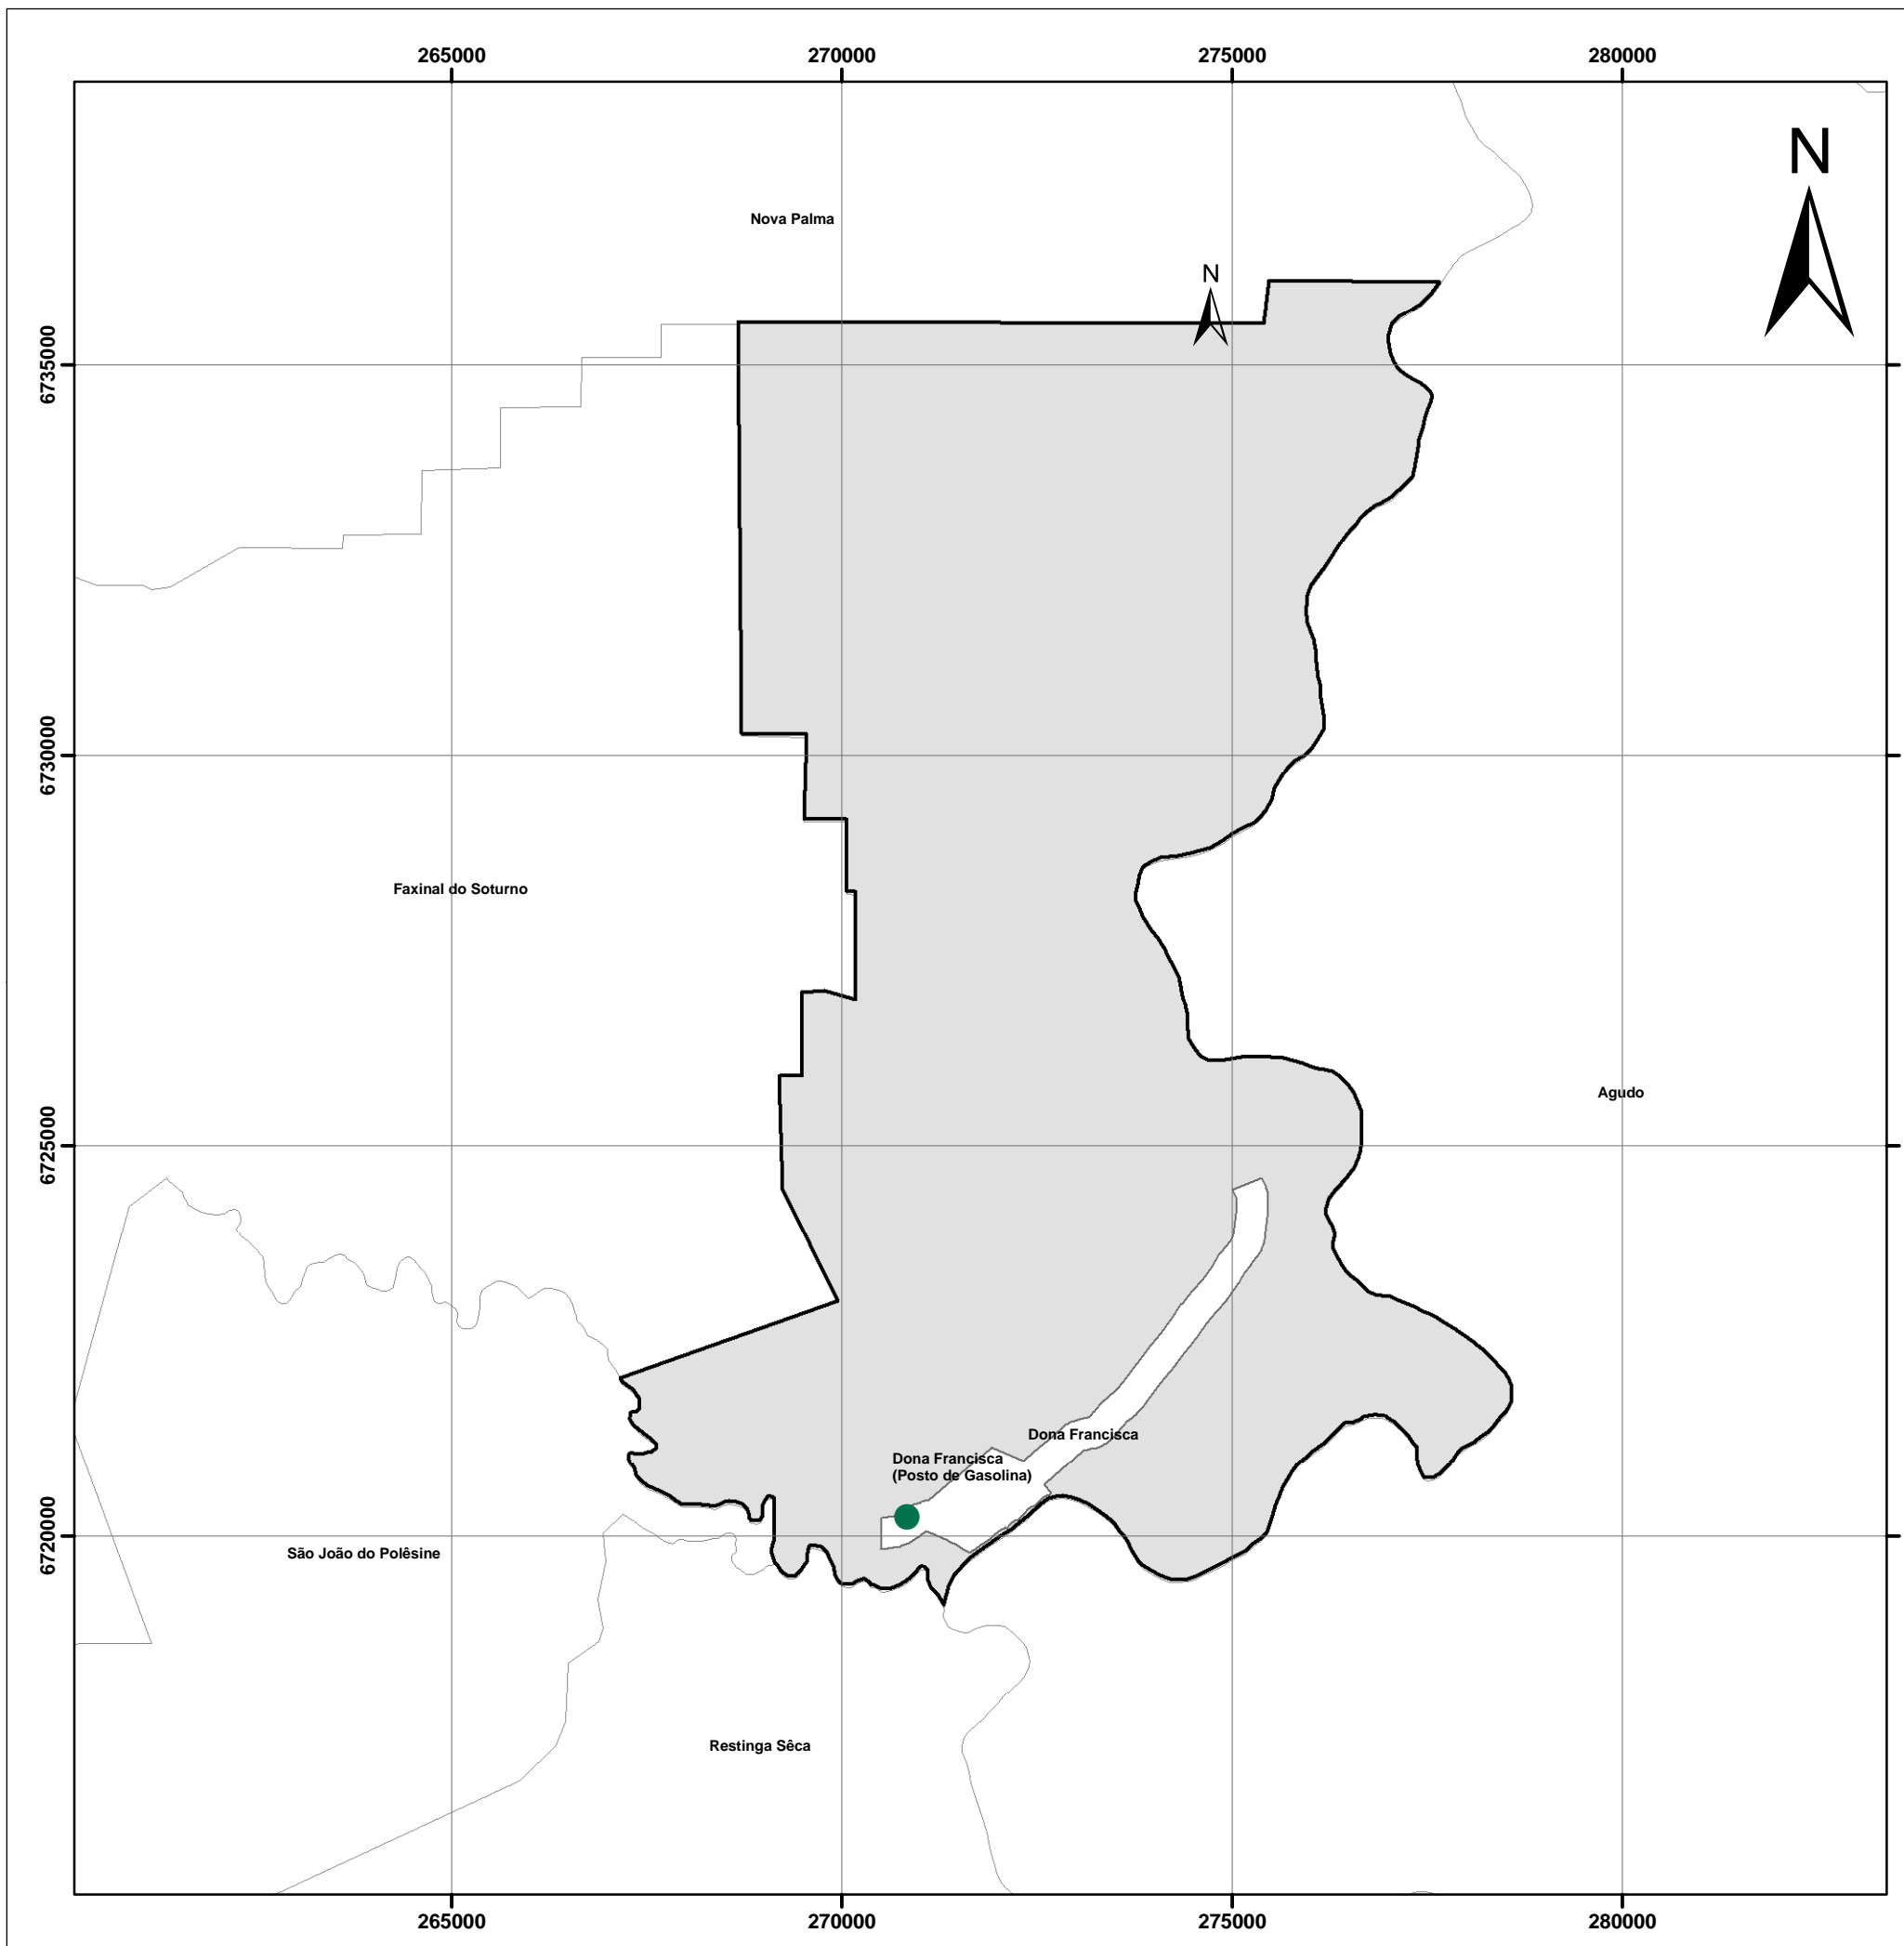 265000 270000 275000 280000
N
Nova Palma
N
6735000
6730000
Faxinal do Soturno
Agudo
6725000
Dona Francisca
Dona Francisca
(Posto de Gasolina)
6720000
São João do Polêsine
Restinga Sêca
265000 270000 275000 280000